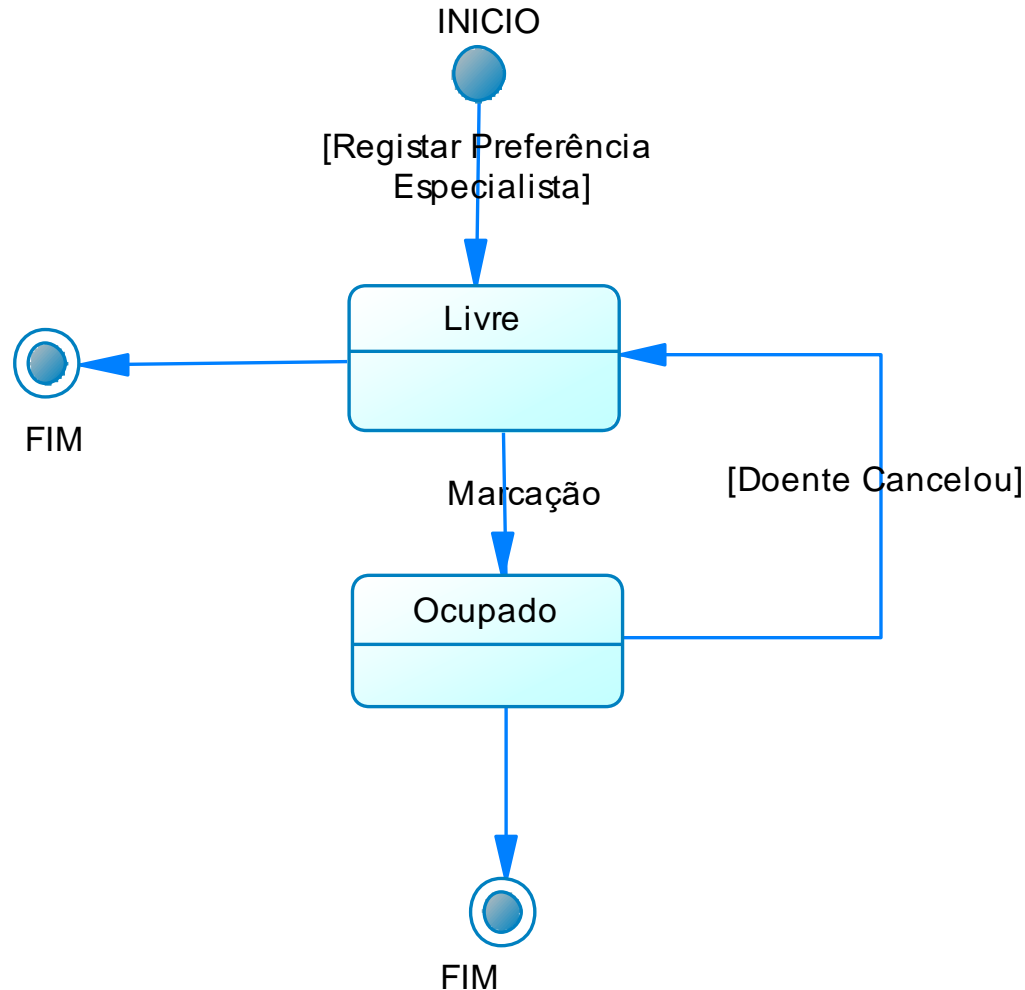 INICIO
[Registar Preferência
Especialista]
Livre
FIM
Marcação
[Doente Cancelou]
Ocupado
FIM